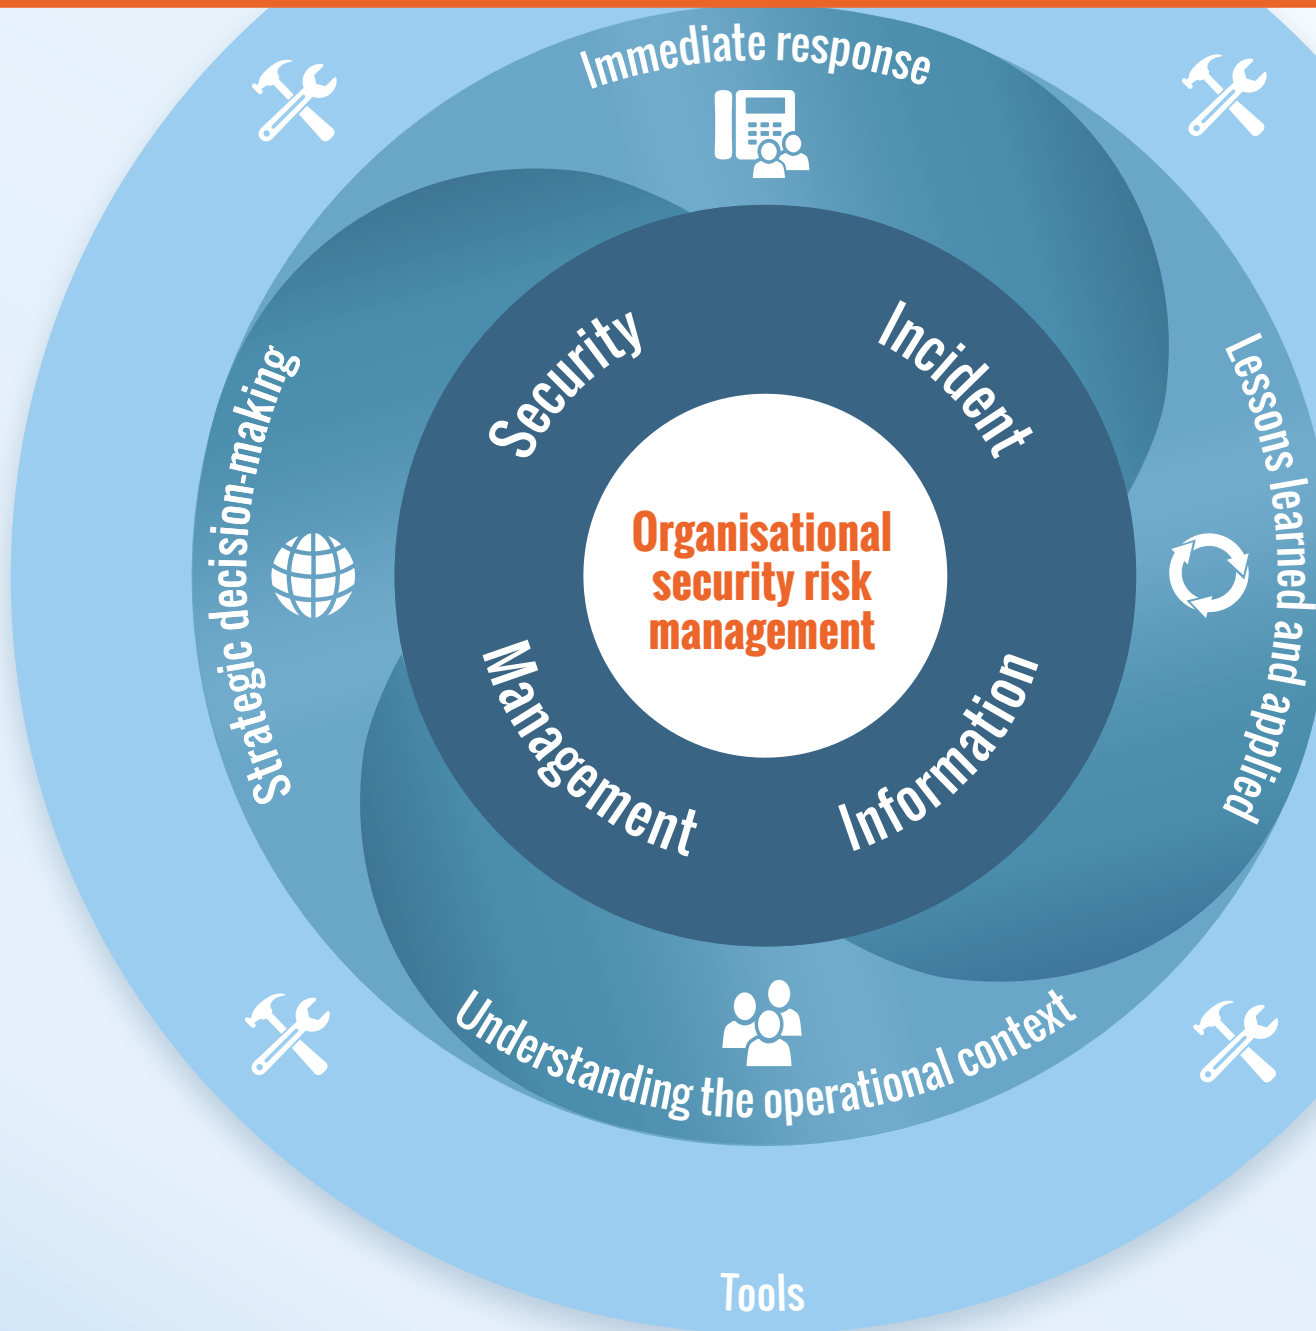 Immediate response
Security
Incident
Strategic decision-making
Lessons learned and applied
Organisational
security risk
management
Management
Information
Understanding the operational context
Tools